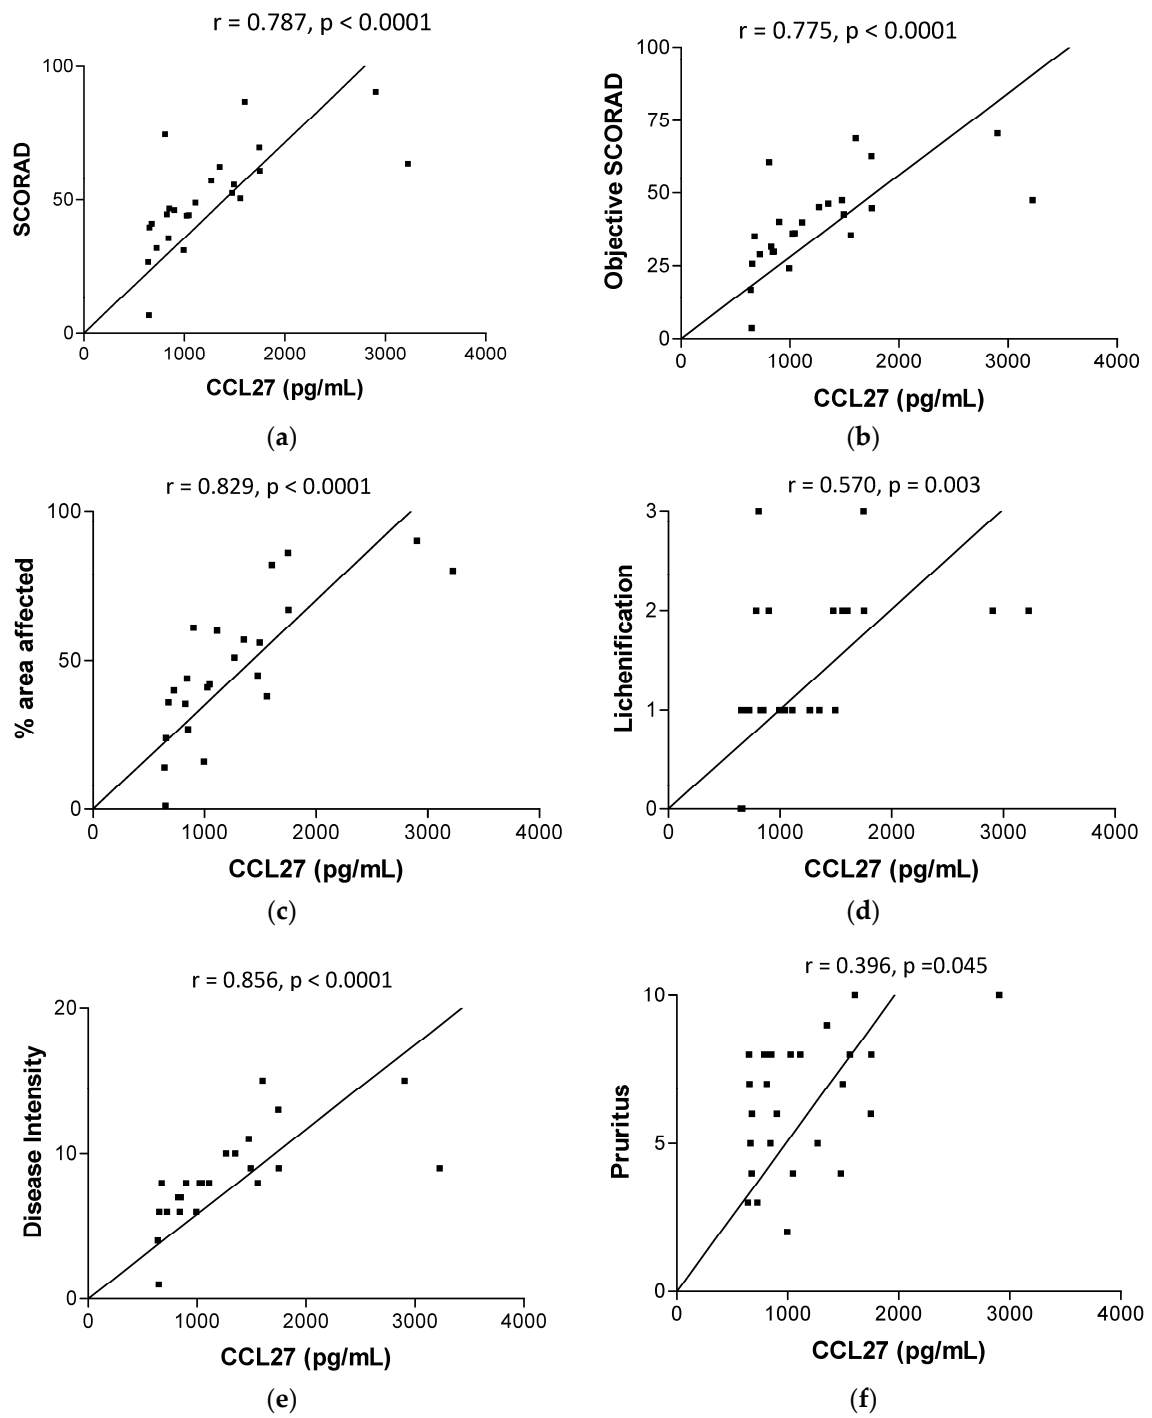 r = 0.787, p < 0.0001
100
50
0
SCORAD
0 1000 2000 3000 4000
CCL27 (pg/mL)
(a)
r = 0.775, p < 0.0001
100
75
50
25
0
Objective SCORAD
0 1000 2000 3000 4000
CCL27 (pg/mL)
(b)
r = 0.829, p < 0.0001
100
50
0
% area affected
0 1000 2000 3000 4000
CCL27 (pg/mL)
(c)
r = 0.570, p = 0.003
3
2
1
0
Lichenification
0 1000 2000 3000 4000
CCL27 (pg/mL)
(d)
r = 0.856, p < 0.0001
20
10
0
Disease Intensity
0 1000 2000 3000 4000
CCL27 (pg/mL)
(e)
r = 0.396, p =0.045
10
5
0
Pruritus
0 1000 2000 3000 4000
CCL27 (pg/mL)
(f)